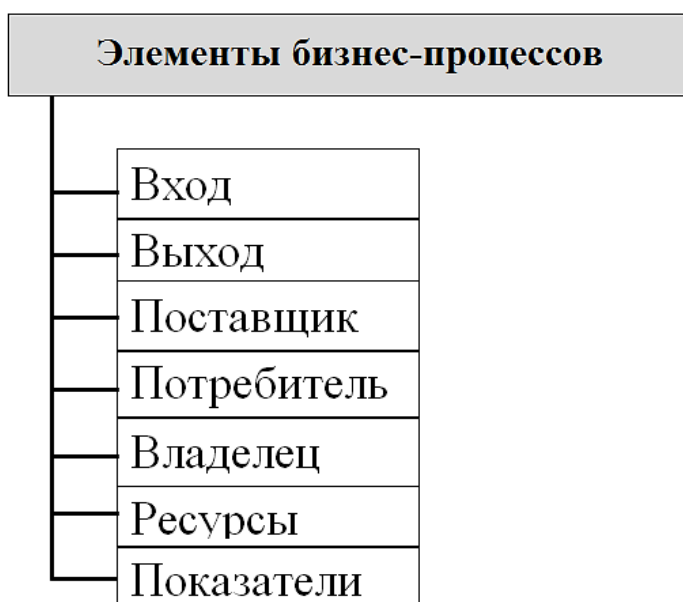 Элементы бизнес-процессов
Вход
Выход
Поставщик
Потребитель
Владелец
Ресурсы
Показатели